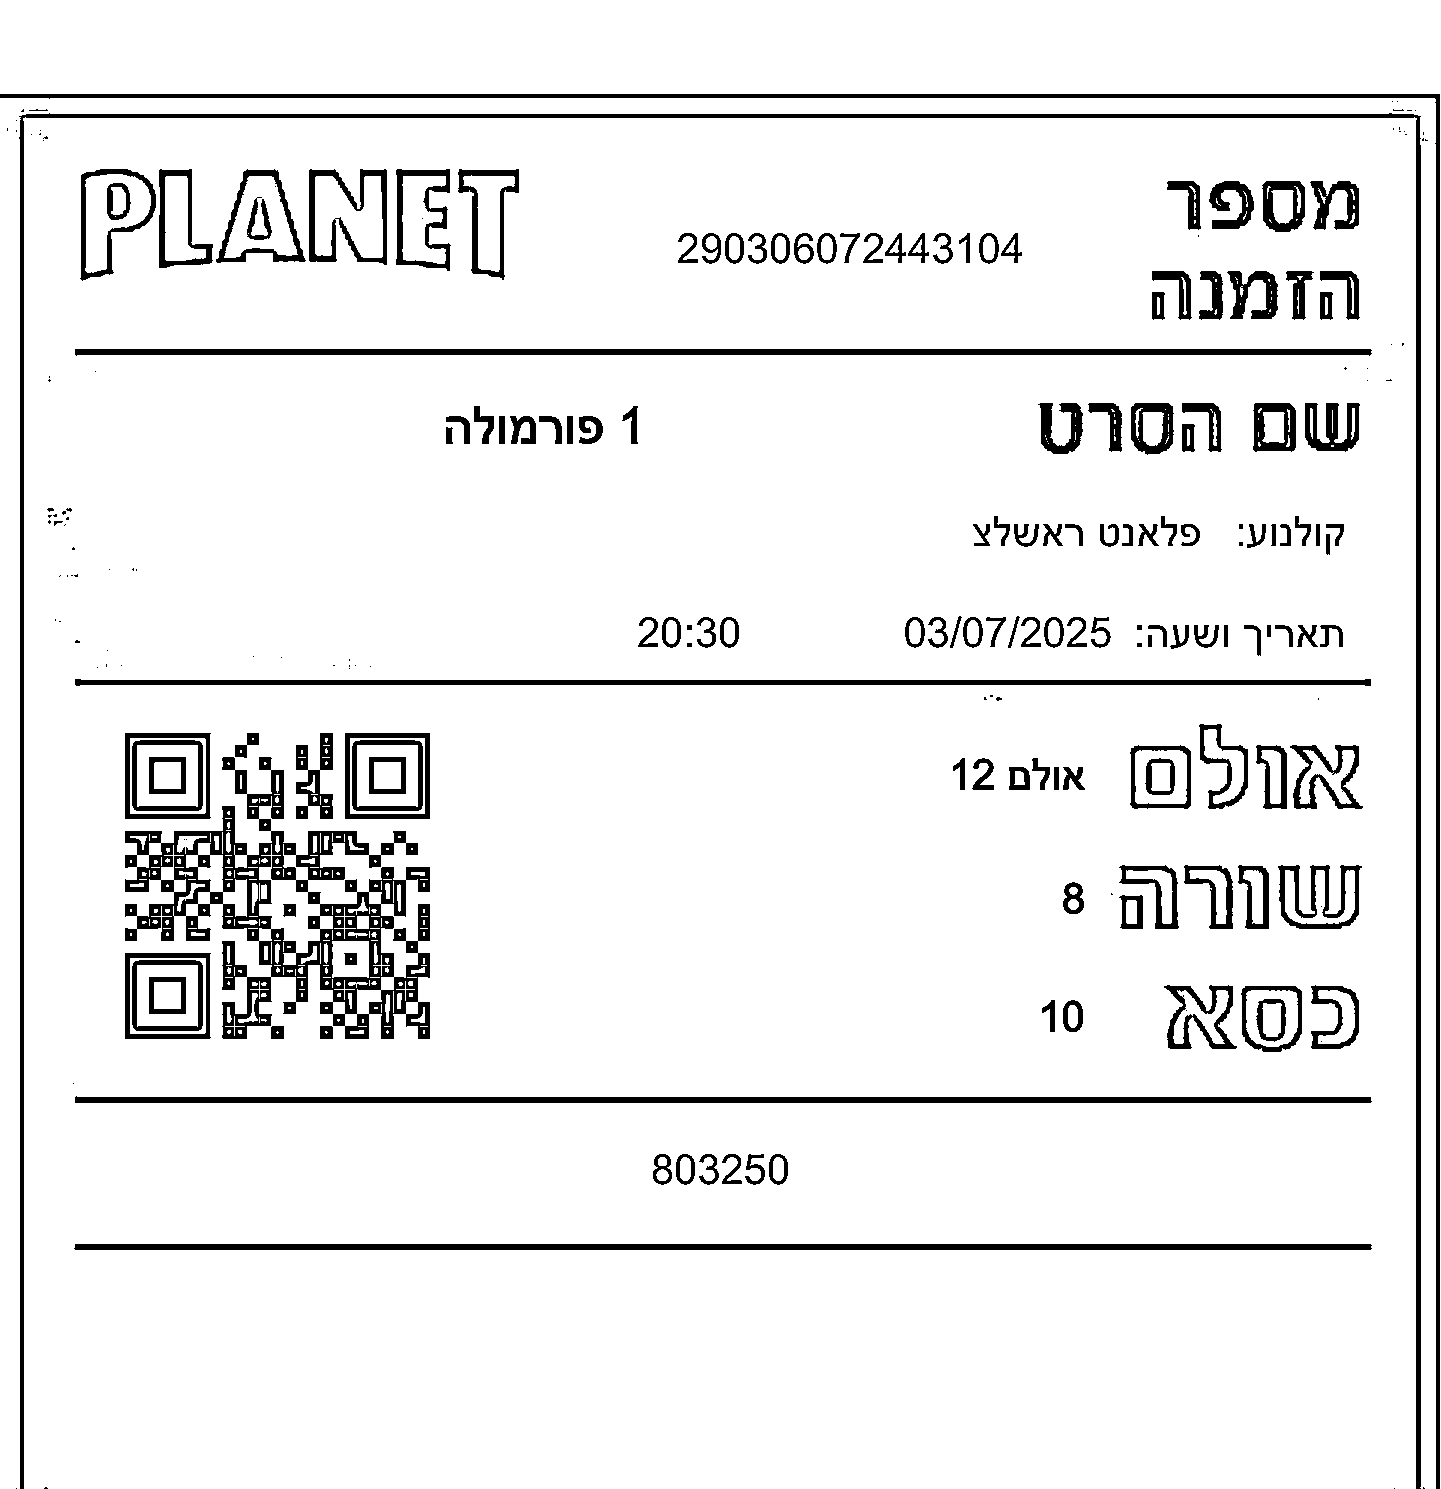 PLANET
מספר הזמנה 290306072443104
שם הסרט 1 פורמולה
קולנוע: פלאנט ראשלצ
תאריך ושעה: 03/07/2025 20:30
אולם אולם 12
שורה 8
כסא 10
803250